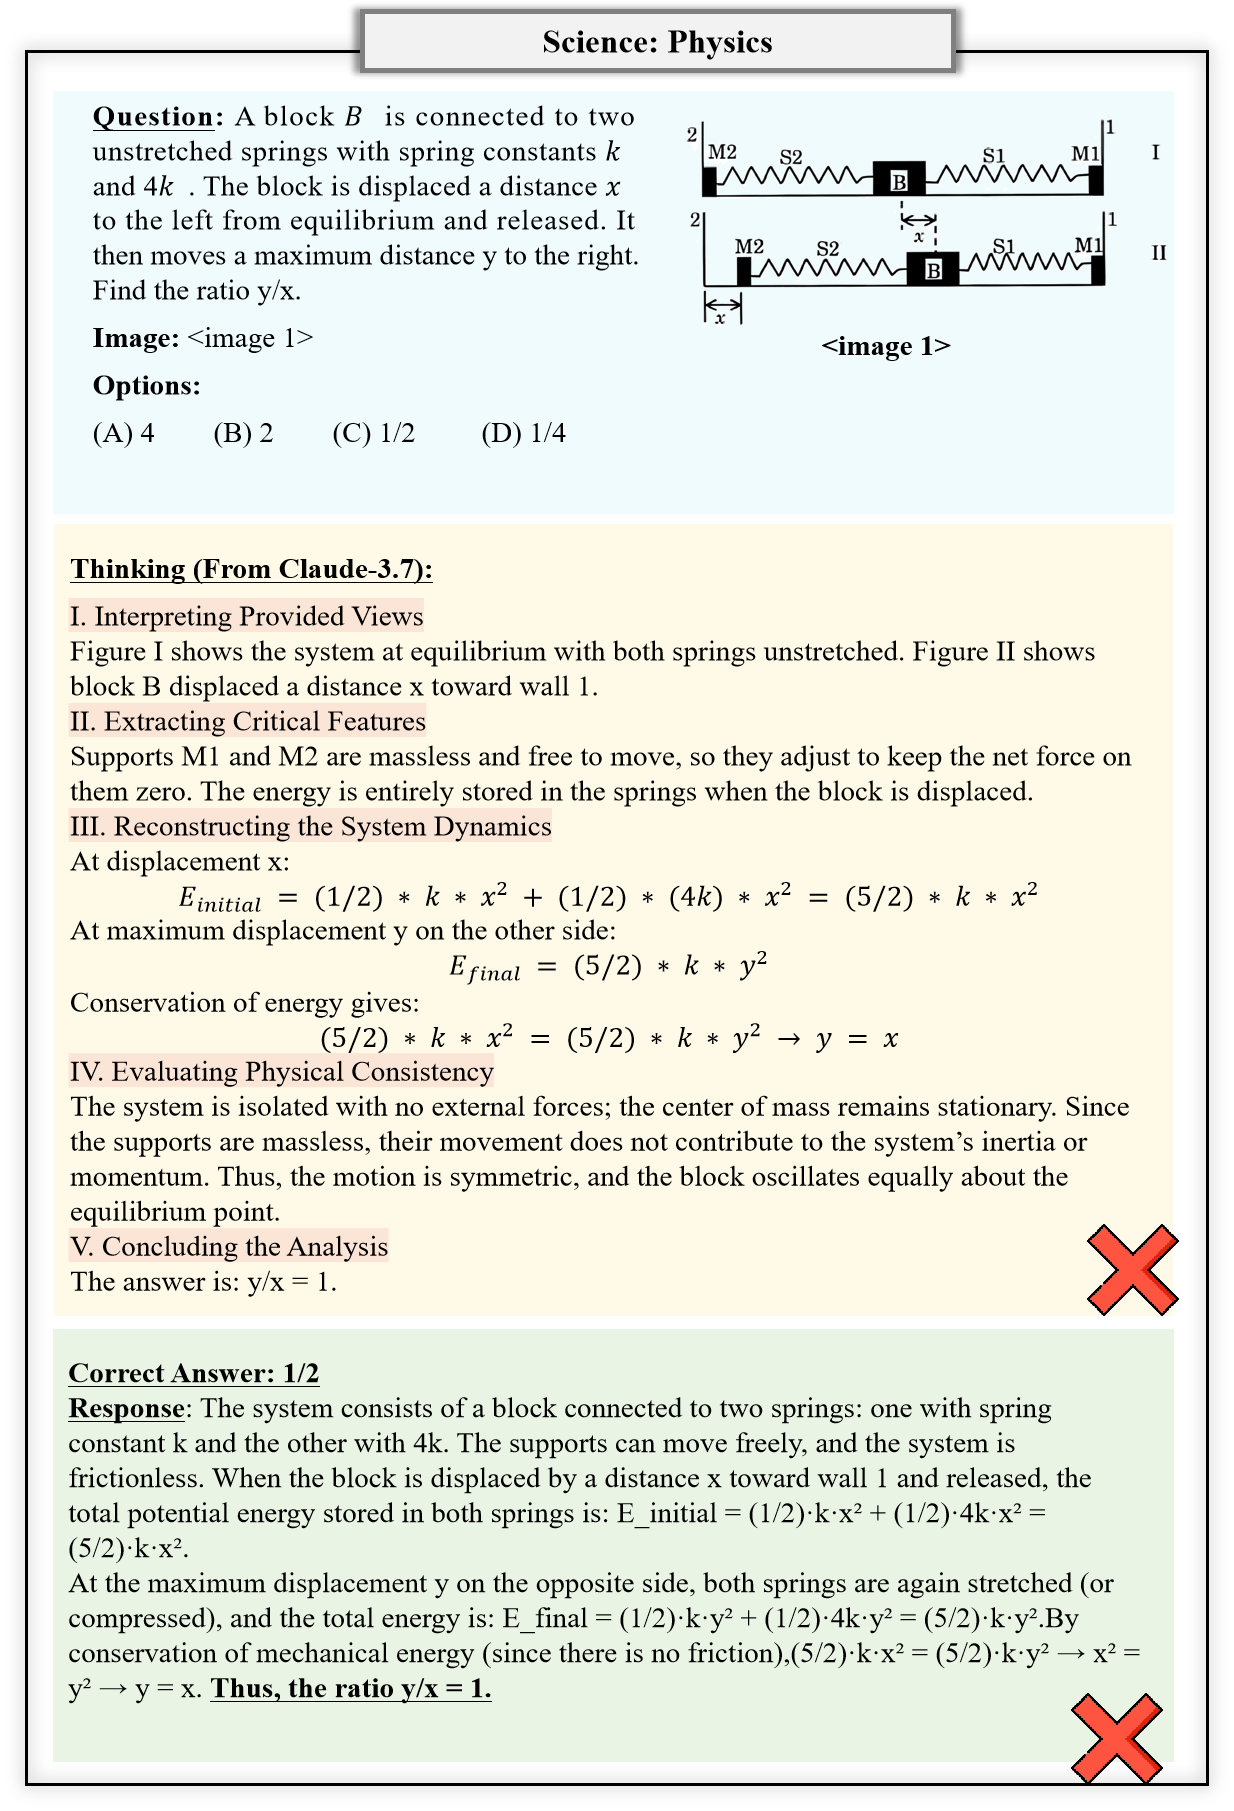 Science: Physics
Question: A block B is connected to two
unstretched springs with spring constants k
and 4k . The block is displaced a distance x
to the left from equilibrium and released. It
then moves a maximum distance y to the right.
Find the ratio y/x.
Image: <image 1>
Options:
(A) 4 (B) 2 (C) 1/2 (D) 1/4
2 M2 S2 B S1 M1 1 I
x
2 M2 S2 B S1 M1 1 II
x
<image 1>
Thinking (From Claude-3.7):
I. Interpreting Provided Views
Figure I shows the system at equilibrium with both springs unstretched. Figure II shows
block B displaced a distance x toward wall 1.
II. Extracting Critical Features
Supports M1 and M2 are massless and free to move, so they adjust to keep the net force on
them zero. The energy is entirely stored in the springs when the block is displaced.
III. Reconstructing the System Dynamics
At displacement x:
E_initial = (1/2) * k * x² + (1/2) * (4k) * x² = (5/2) * k * x²
At maximum displacement y on the other side:
E_final = (5/2) * k * y²
Conservation of energy gives:
(5/2) * k * x² = (5/2) * k * y² → y = x
IV. Evaluating Physical Consistency
The system is isolated with no external forces; the center of mass remains stationary. Since
the supports are massless, their movement does not contribute to the system’s inertia or
momentum. Thus, the motion is symmetric, and the block oscillates equally about the
equilibrium point.
V. Concluding the Analysis
The answer is: y/x = 1.
Correct Answer: 1/2
Response: The system consists of a block connected to two springs: one with spring
constant k and the other with 4k. The supports can move freely, and the system is
frictionless. When the block is displaced by a distance x toward wall 1 and released, the
total potential energy stored in both springs is: E_initial = (1/2)·k·x² + (1/2)·4k·x² =
(5/2)·k·x².
At the maximum displacement y on the opposite side, both springs are again stretched (or
compressed), and the total energy is: E_final = (1/2)·k·y² + (1/2)·4k·y² = (5/2)·k·y².By
conservation of mechanical energy (since there is no friction),(5/2)·k·x² = (5/2)·k·y² → x² =
y² → y = x. Thus, the ratio y/x = 1.